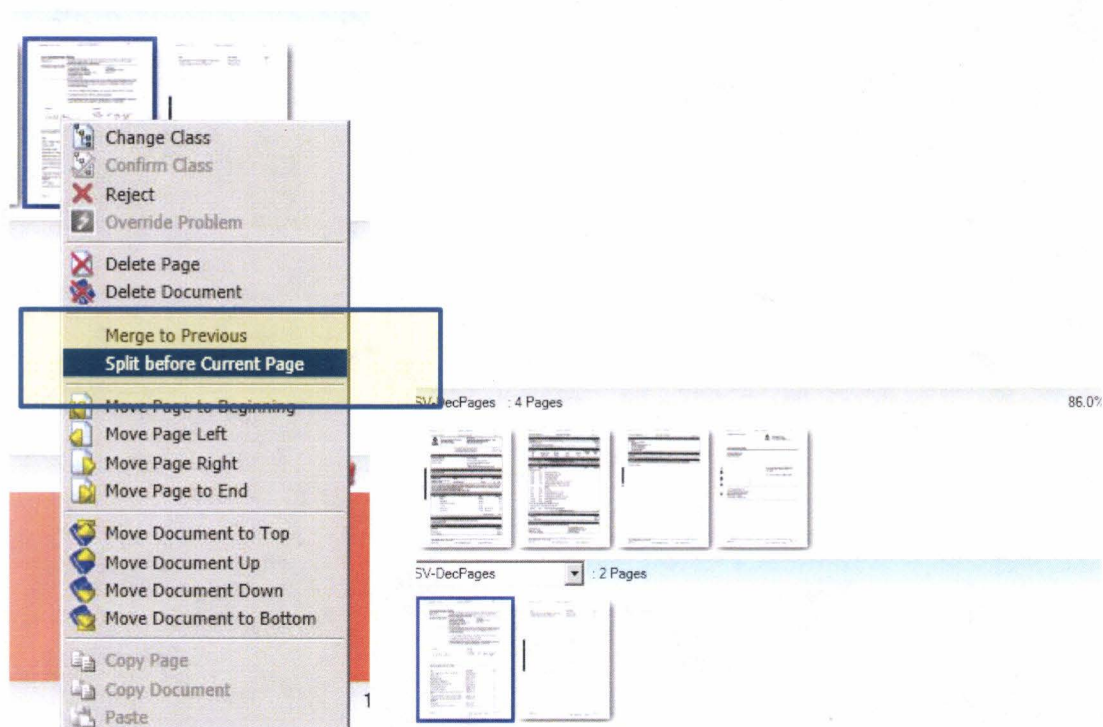 Change Class
Confirm Class
Reject
Override Problem
Delete Page
Delete Document
Merge to Previous
Split before Current Page
Move Page to Beginning
Move Page Left
Move Page Right
Move Page to End
Move Document to Top
Move Document Up
Move Document Down
Move Document to Bottom
Copy Page
Copy Document
Paste
1
SV-DecPages : 4 Pages
86.0%
SV-DecPages : 2 Pages